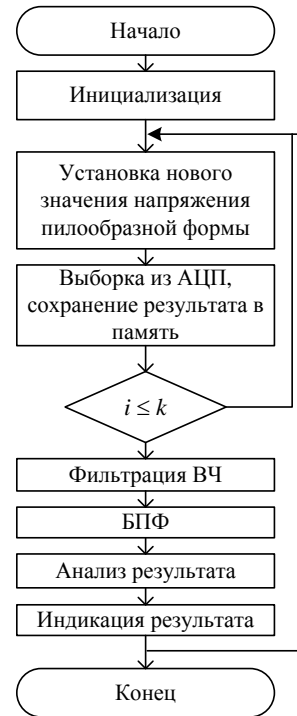 Начало
Инициализация
Установка нового
значения напряжения
пилообразной формы
Выборка из АЦП,
сохранение результата в
память
i ≤ k
Фильтрация ВЧ
БПФ
Анализ результата
Индикация результата
Конец